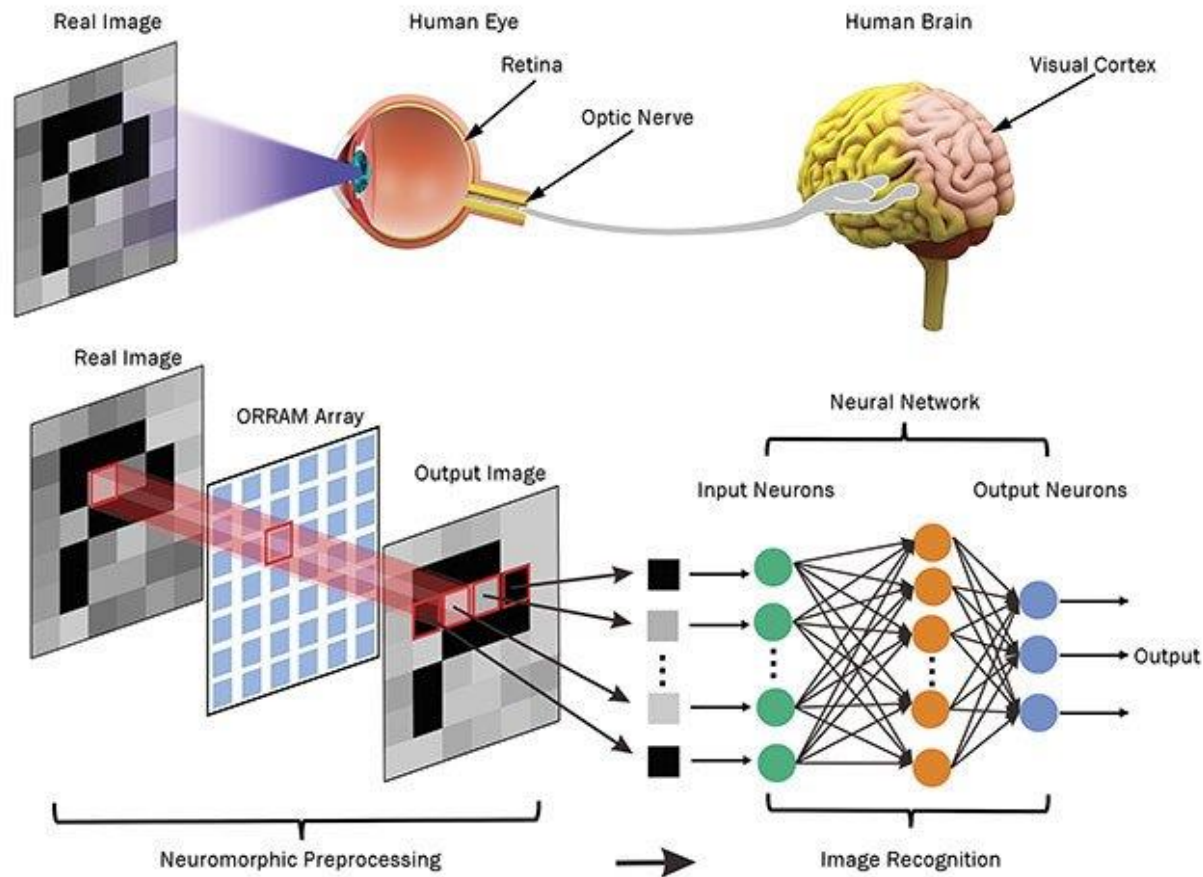 Real Image
Human Eye
Human Brain
Retina
Visual Cortex
Optic Nerve
Real Image
ORRAM Array
Output Image
Neural Network
Input Neurons
Output Neurons
Output
Neuromorphic Preprocessing
Image Recognition